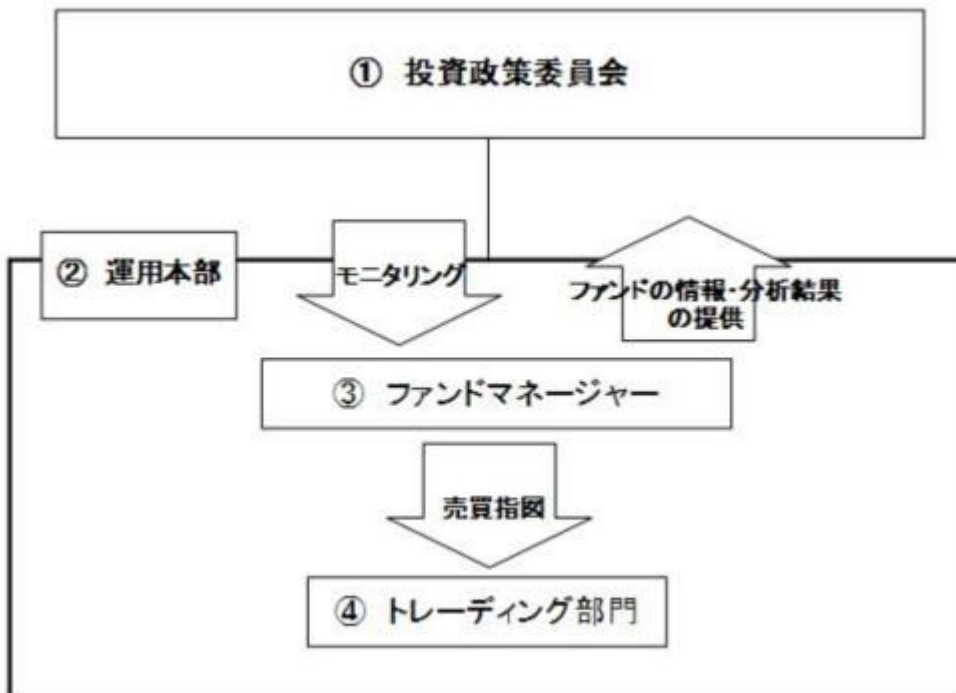 ① 投資政策委員会
② 運用本部
モニタリング
ファンドの情報・分析結果
の提供
③ ファンドマネージャー
売買指図
④ トレーディング部門